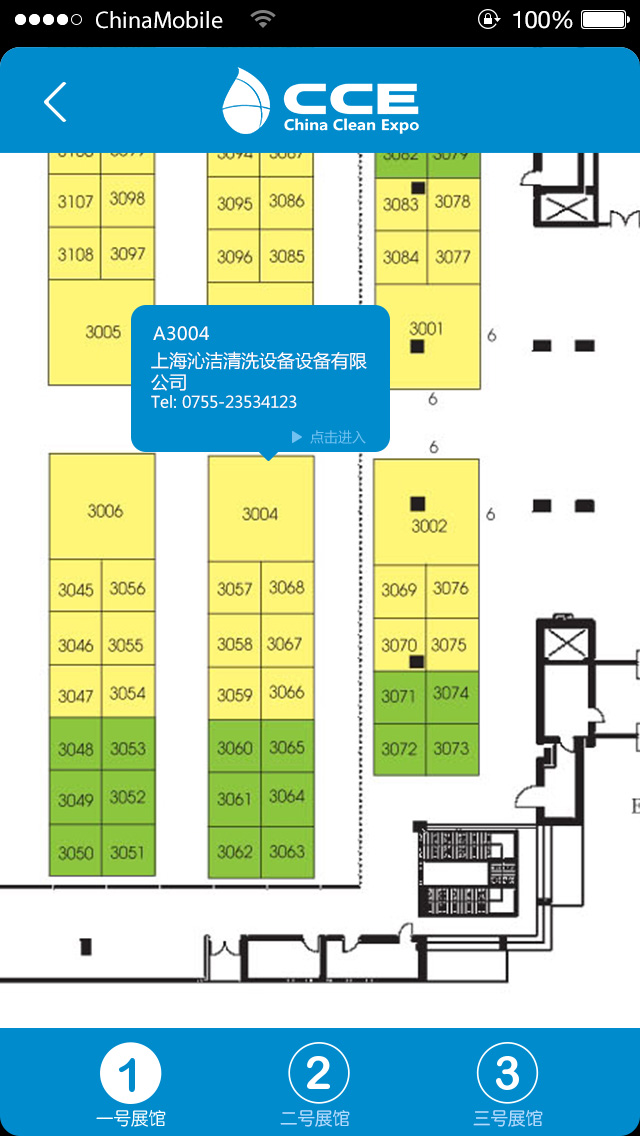 ChinaMobile 100%
CCE
China Clean Expo
3094 3087 3082 3079
3107 3098 3095 3086 3083 3078
3108 3097 3096 3085 3084 3077
3005 3001 6
6
A3004
上海沁洁清洗设备设备有限
公司
Tel: 0755-23534123
点击进入
6
3006 3004 3002 6
3045 3056 3057 3068 3069 3076
3046 3055 3058 3067 3070 3075
3047 3054 3059 3066 3071 3074
3048 3053 3060 3065 3072 3073
3049 3052 3061 3064
3050 3051 3062 3063
E
1 2 3
一号展馆 二号展馆 三号展馆